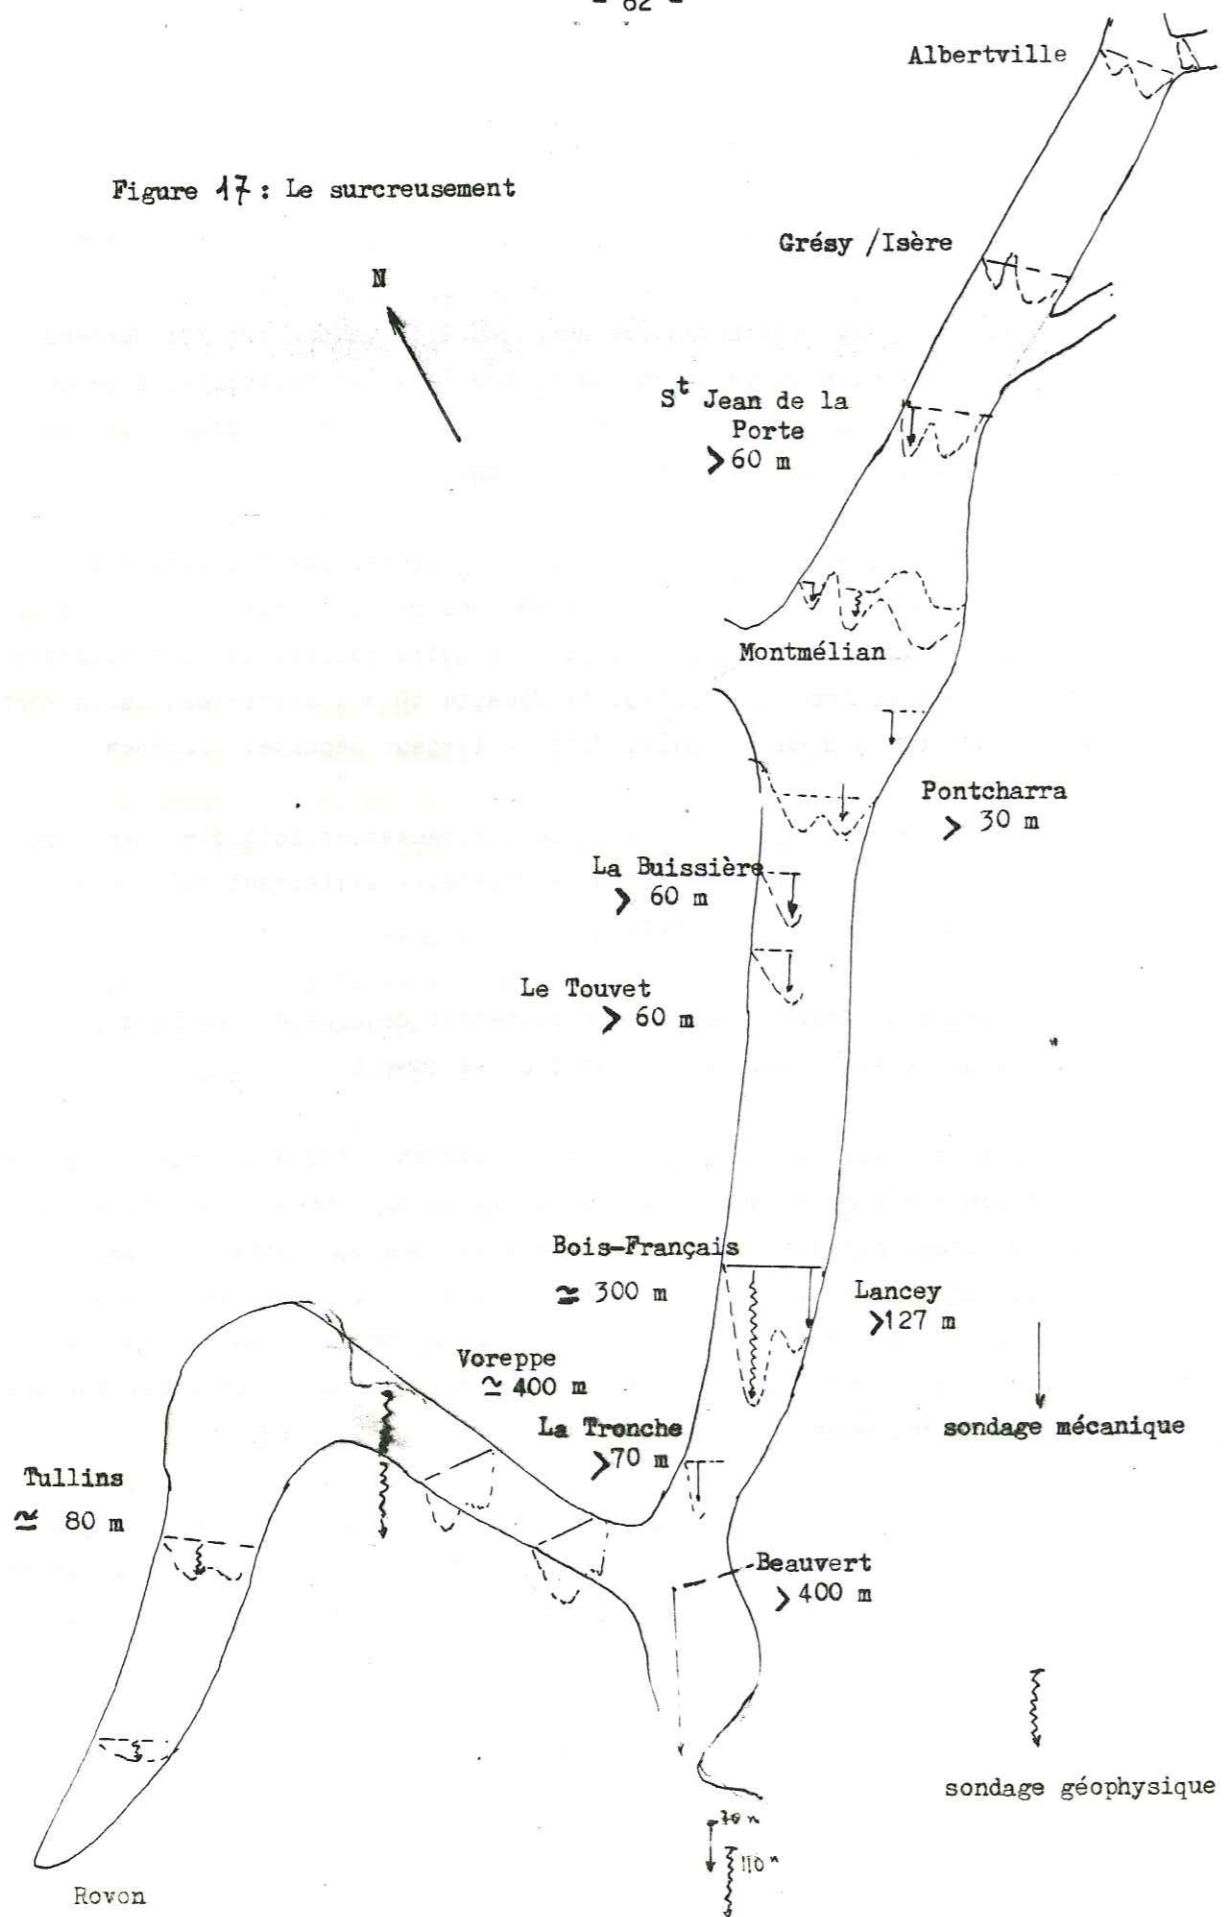 - 62 -
Albertville
Figure 17 : Le surcreusement
Grésy /Isère
N
St Jean de la
Porte
> 60 m
Montmélian
Pontcharra
> 30 m
La Buissière
> 60 m
Le Touvet
> 60 m
Bois-Français
≃ 300 m
Lancey
>127 m
Voreppe
≃ 400 m
La Tronche
>70 m
sondage mécanique
Tullins
≃ 80 m
Beauvert
> 400 m
sondage géophysique
110 m
Rovon